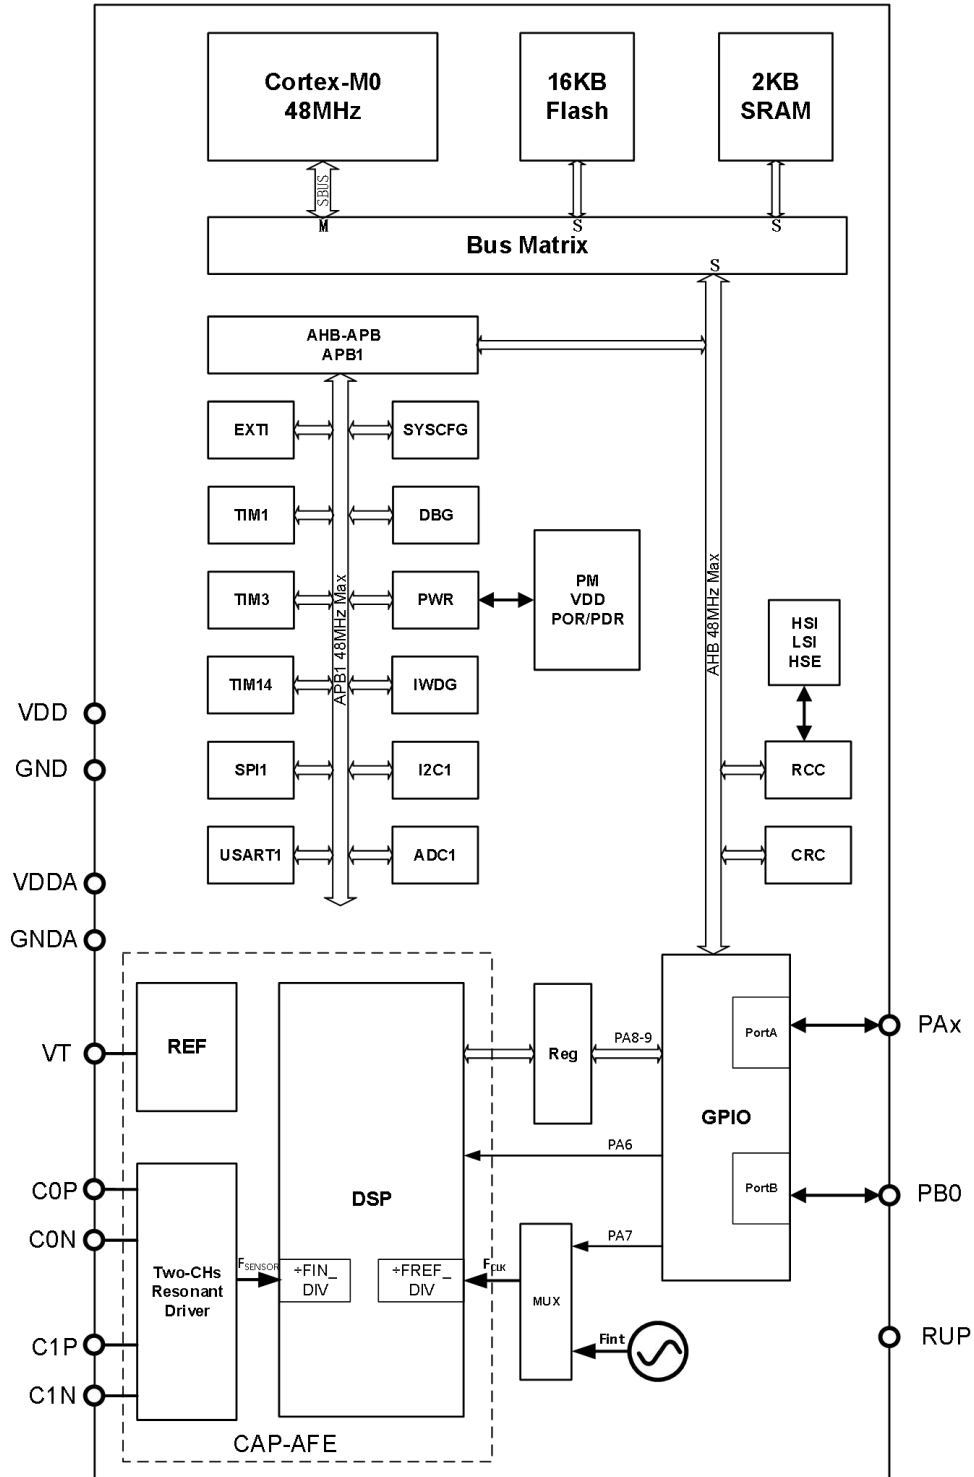 Cortex-M0
48MHz
16KB
Flash
2KB
SRAM
SBUS
M
S
S
Bus Matrix
S
AHB-APB
APB1
EXTI
SYSCFG
TIM1
DBG
TIM3
PWR
PM
VDD
POR/PDR
APB1 48MHz Max
AHB 48MHz Max
HSI
LSI
HSE
TIM14
IWDG
VDD
GND
SPI1
I2C1
RCC
USART1
ADC1
CRC
VDDA
GNDA
REF
VT
Reg
PA8-9
PortA
PAx
GPIO
PA6
DSP
PortB
PB0
C0P
C0N
PA7
Two-CHs
Resonant
Driver
FSENSOR
÷FIN_
DIV
÷FREF_
DIV
FCLK
MUX
Fint
RUP
C1P
C1N
CAP-AFE